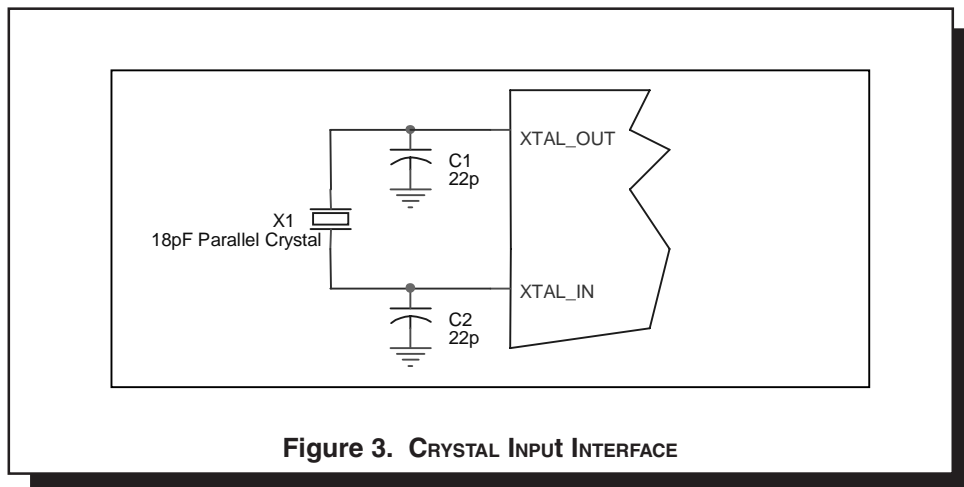 XTAL_OUT
C1
22p
X1
18pF Parallel Crystal
XTAL_IN
C2
22p
Figure 3. CRYSTAL INPUt INTERFACE